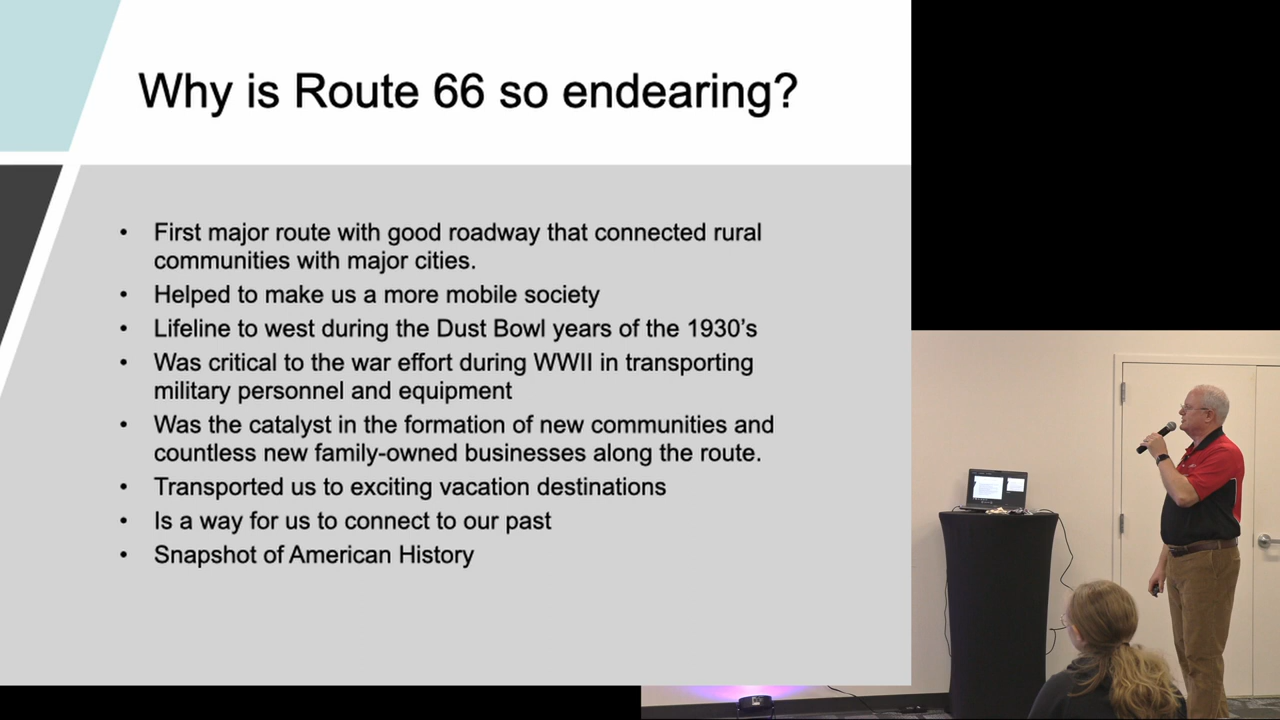 Why is Route 66 so endearing?
• First major route with good roadway that connected rural
communities with major cities.
• Helped to make us a more mobile society
• Lifeline to west during the Dust Bowl years of the 1930’s
• Was critical to the war effort during WWII in transporting
military personnel and equipment
• Was the catalyst in the formation of new communities and
countless new family-owned businesses along the route.
• Transported us to exciting vacation destinations
• Is a way for us to connect to our past
• Snapshot of American History